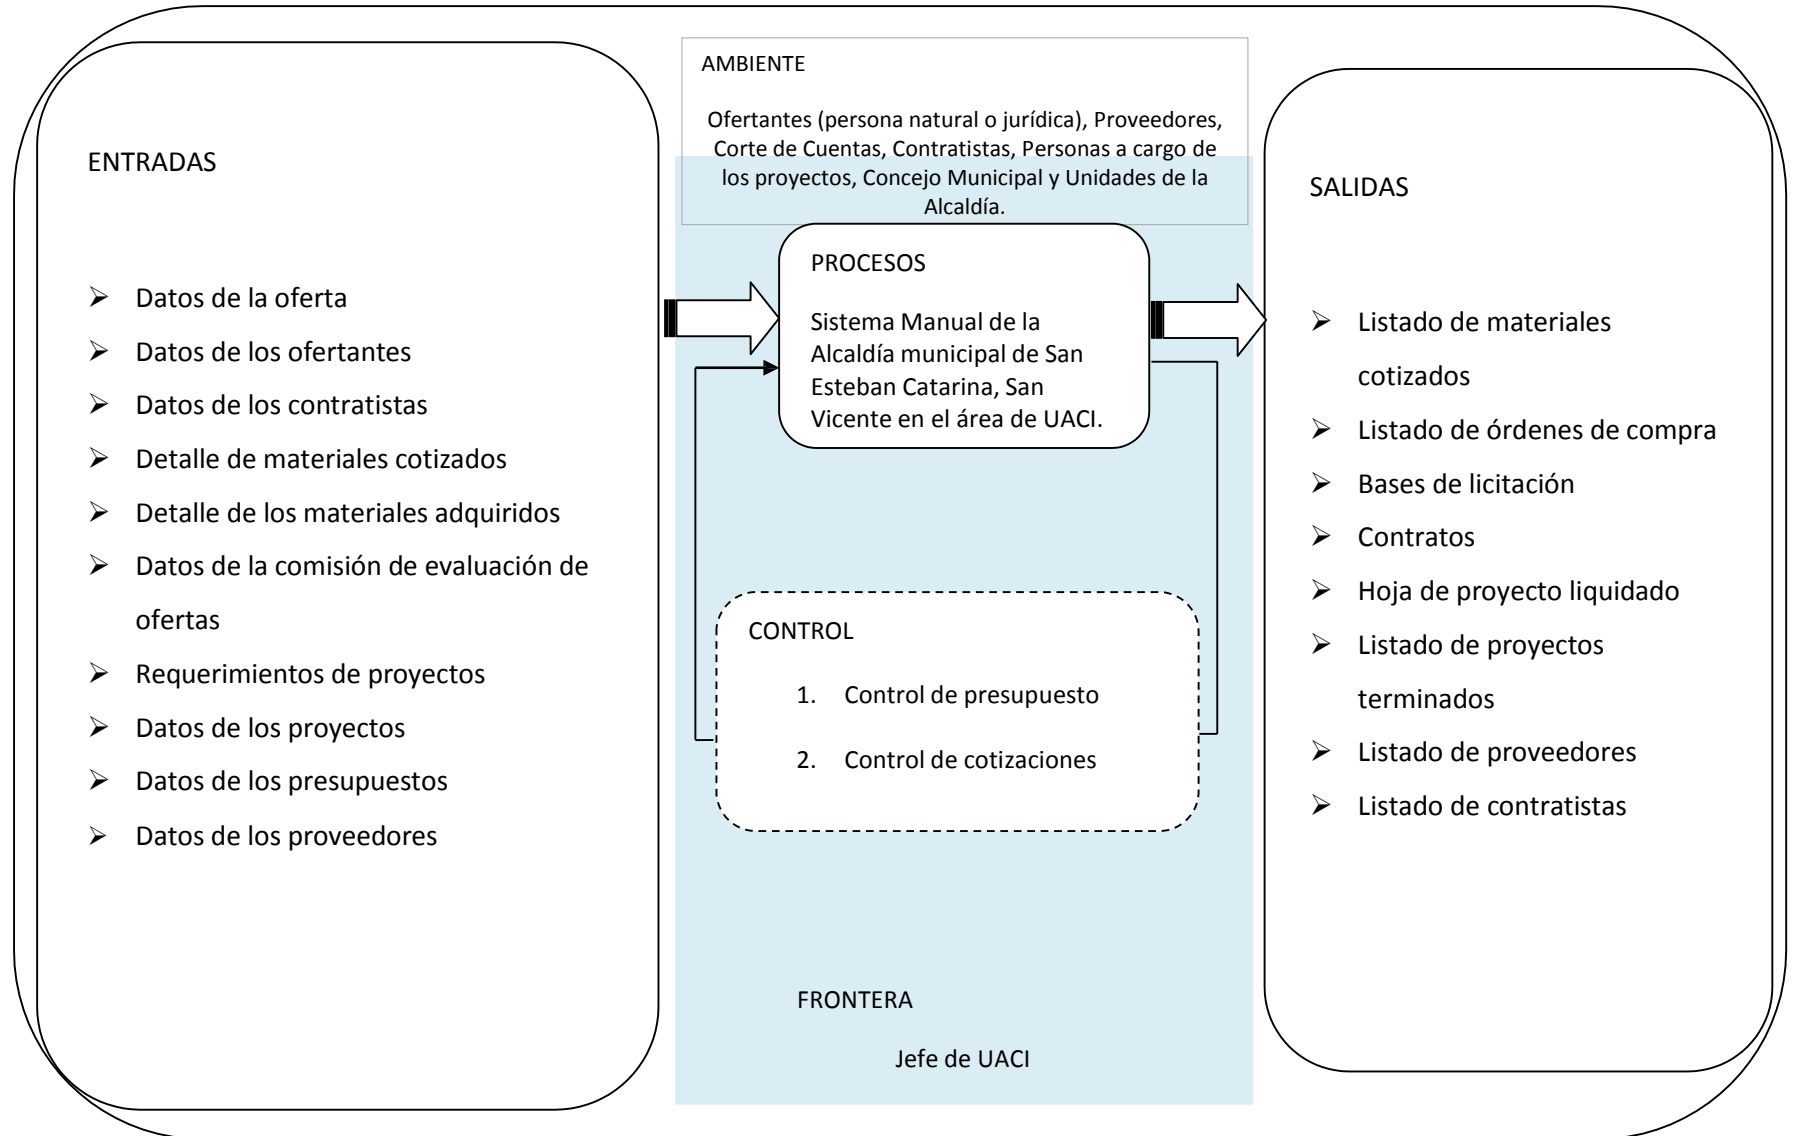 ENTRADAS
Datos de la oferta
Datos de los ofertantes
Datos de los contratistas
Detalle de materiales cotizados
Detalle de los materiales adquiridos
Datos de la comisión de evaluación de
ofertas
Requerimientos de proyectos
Datos de los proyectos
Datos de los presupuestos
Datos de los proveedores
AMBIENTE
Ofertantes (persona natural o jurídica), Proveedores,
Corte de Cuentas, Contratistas, Personas a cargo de
los proyectos, Concejo Municipal y Unidades de la
Alcaldía.
PROCESOS
Sistema Manual de la
Alcaldía municipal de San
Esteban Catarina, San
Vicente en el área de UACI.
CONTROL
1. Control de presupuesto
2. Control de cotizaciones
FRONTERA
Jefe de UACI
SALIDAS
Listado de materiales
cotizados
Listado de órdenes de compra
Bases de licitación
Contratos
Hoja de proyecto liquidado
Listado de proyectos
terminados
Listado de proveedores
Listado de contratistas